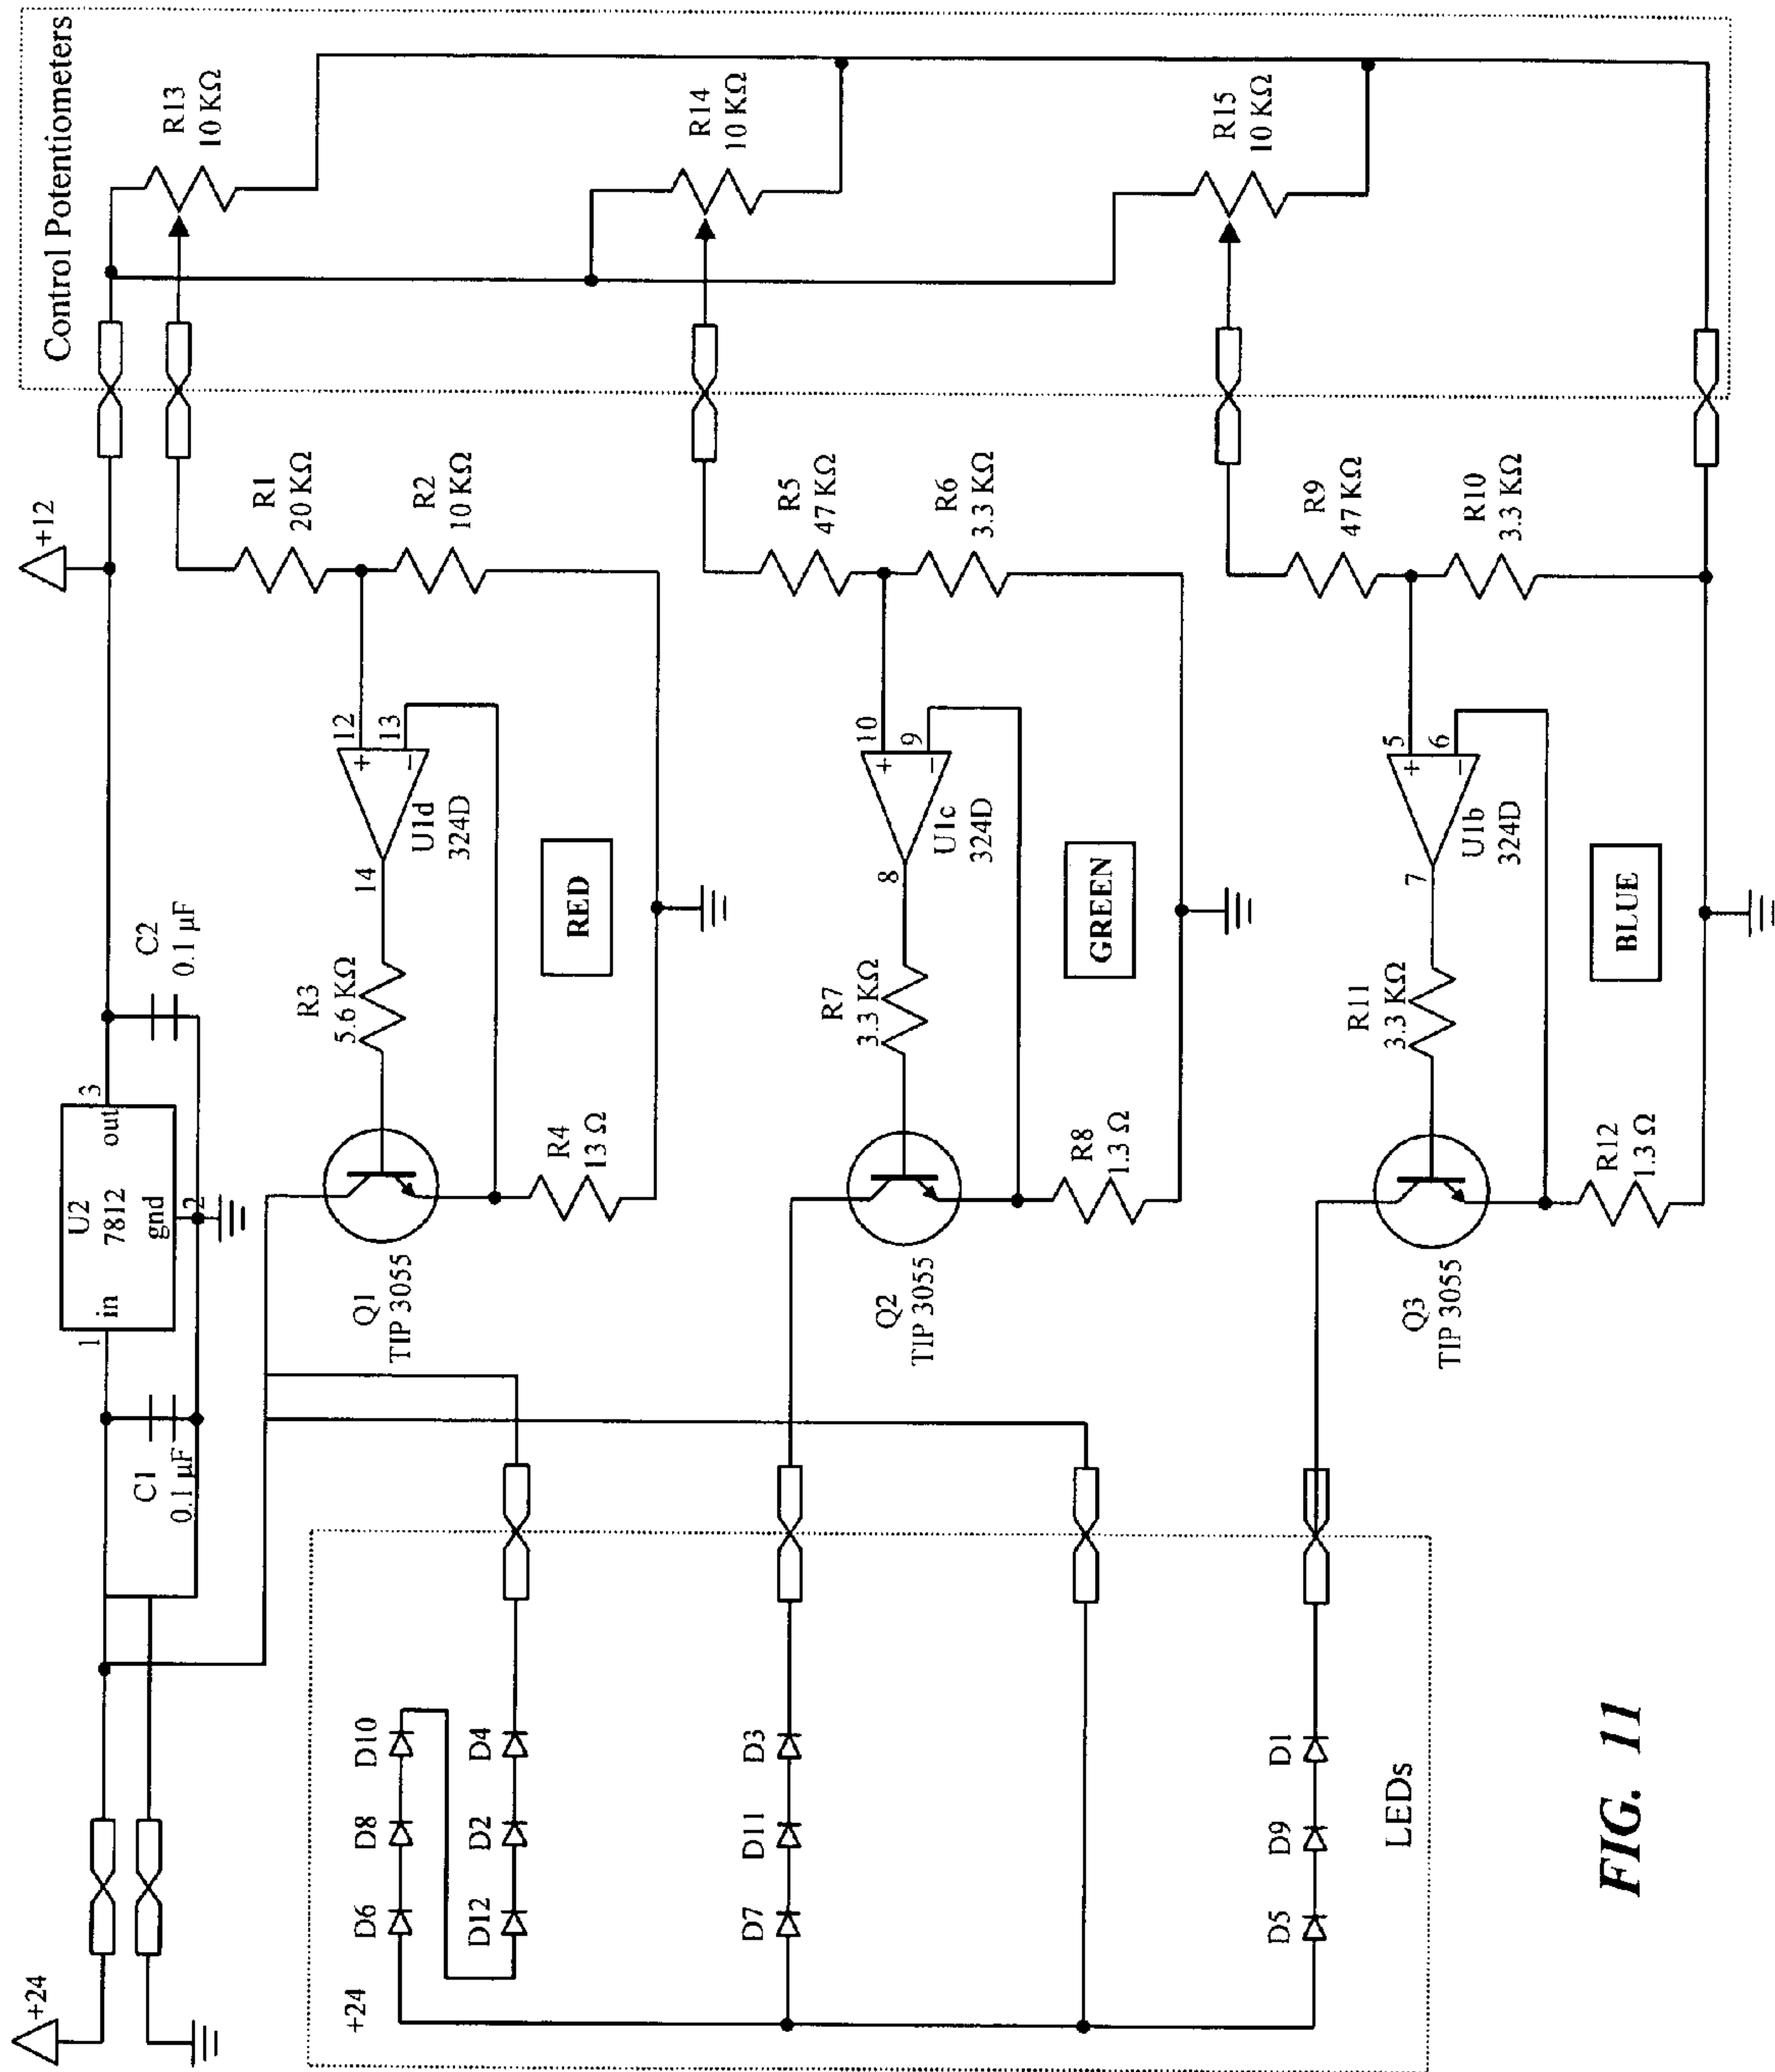 +24
+12
Control Potentiometers
1
in
U2
7812
gnd
2
out
3
C1
0.1 µF
C2
0.1 µF
R13
10 KΩ
R1
20 KΩ
R2
10 KΩ
12
13
+
−
U1d
324D
14
R3
5.6 KΩ
Q1
TIP 3055
R4
13 Ω
RED
R14
10 KΩ
R5
47 KΩ
R6
3.3 KΩ
10
9
+
−
U1c
324D
8
R7
3.3 KΩ
Q2
TIP 3055
R8
1.3 Ω
GREEN
R15
10 KΩ
R9
47 KΩ
R10
3.3 KΩ
5
6
+
−
U1b
324D
7
R11
3.3 KΩ
Q3
TIP 3055
R12
1.3 Ω
BLUE
+24
D6
D8
D10
D12
D2
D4
D7
D11
D3
D5
D9
D1
LEDs
FIG. 11